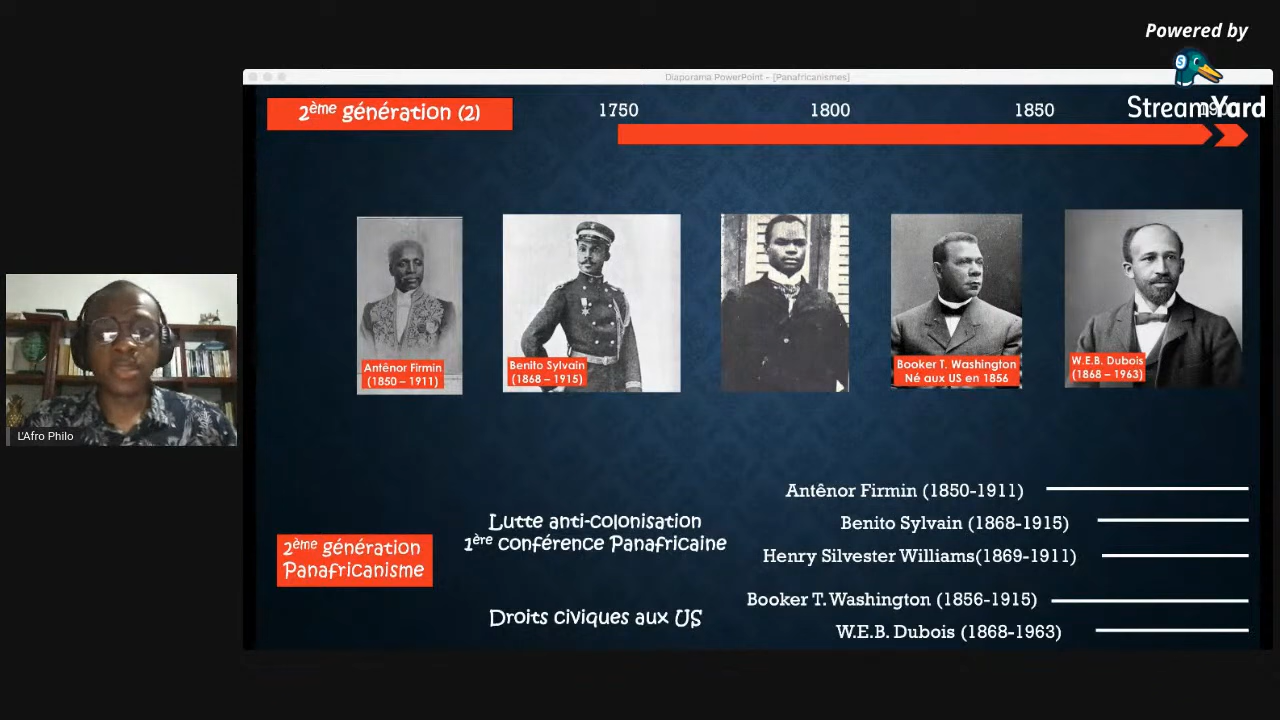 Powered by
StreamYard
Diaporama PowerPoint - [Panafricanismes]
2ème génération (2)
1750
1800
1850
Antênor Firmin
(1850 – 1911)
Benito Sylvain
(1868 – 1915)
Booker T. Washington
Né aux US en 1856
W.E.B. Dubois
(1868 – 1963)
L'Afro Philo
2ème génération
Panafricanisme
Lutte anti-colonisation
1ère conférence Panafricaine
Droits civiques aux US
Antênor Firmin (1850-1911)
Benito Sylvain (1868-1915)
Henry Silvester Williams(1869-1911)
Booker T. Washington (1856-1915)
W.E.B. Dubois (1868-1963)